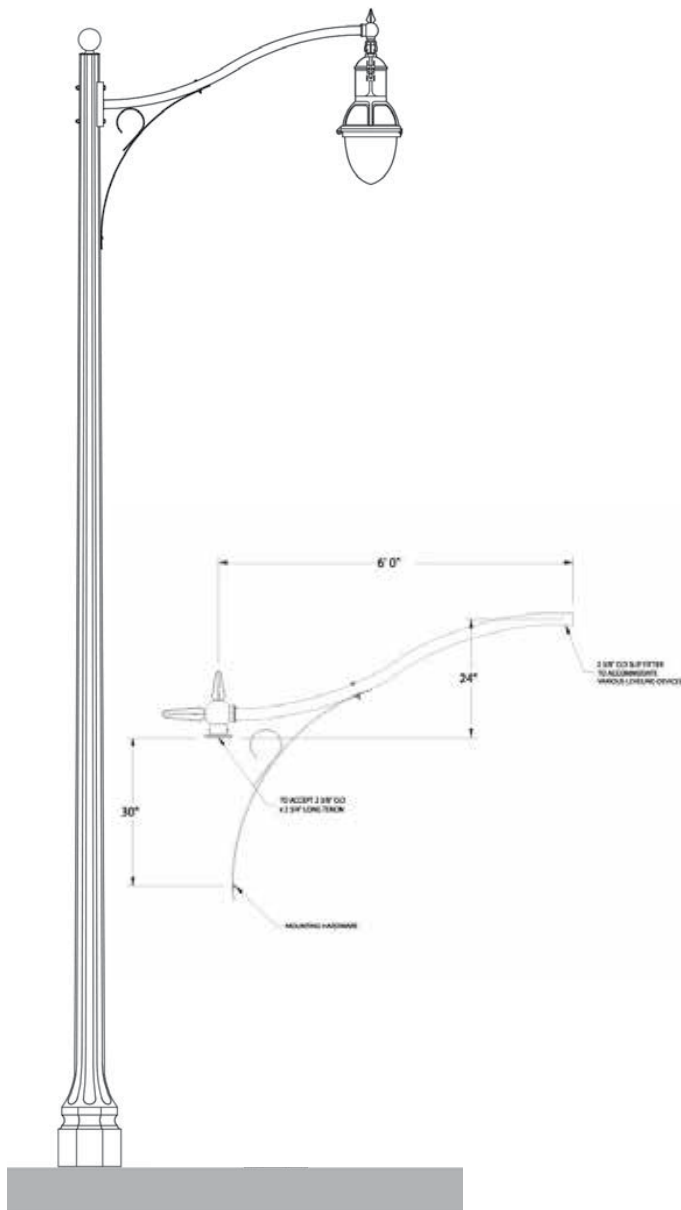 6' 0"
2 3/8" O.D SLIP FITTER
TO ACCOMMODATE
VARIOUS LEVELING DEVICES
24"
TO ACCEPT 2 3/8" O.D
x 2 3/4" LONG TENON
30"
MOUNTING HARDWARE